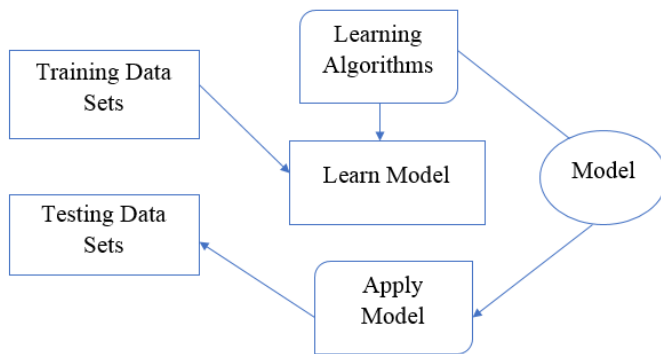 Learning
Algorithms
Training Data
Sets
Learn Model
Model
Testing Data
Sets
Apply
Model